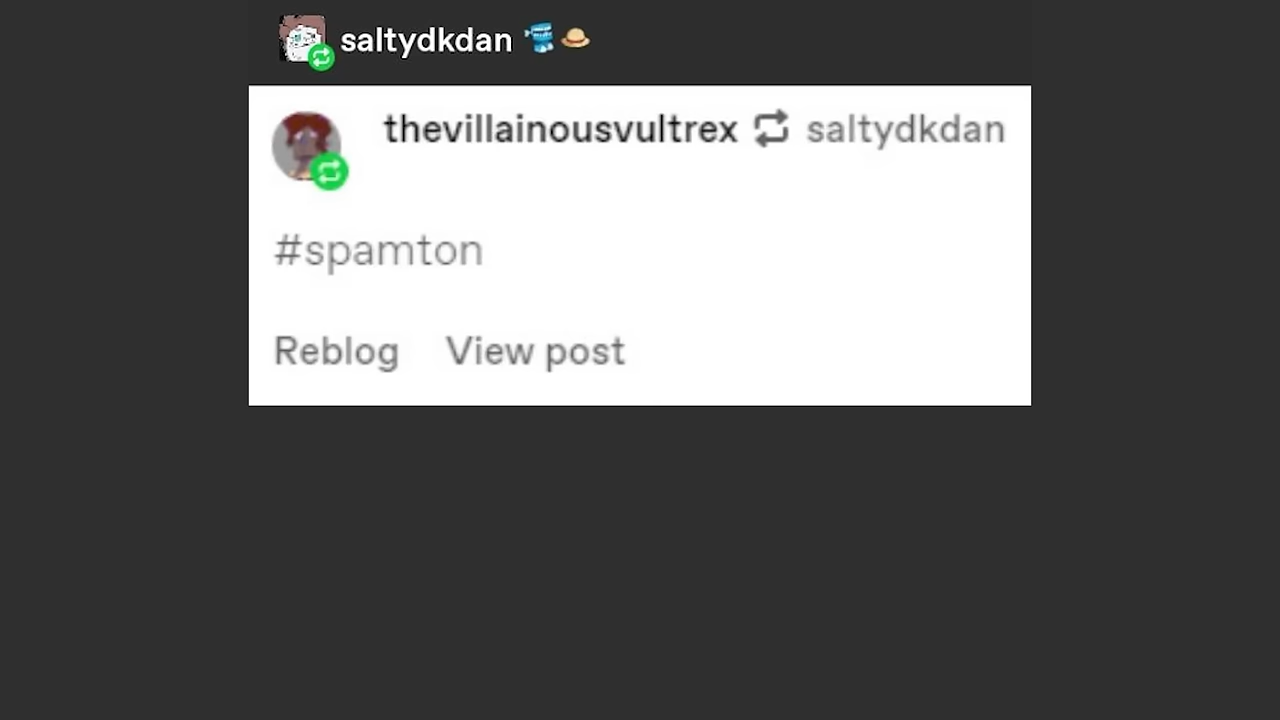 saltydkdan
thevillainousvultrex saltydkdan
#spamton
Reblog View post